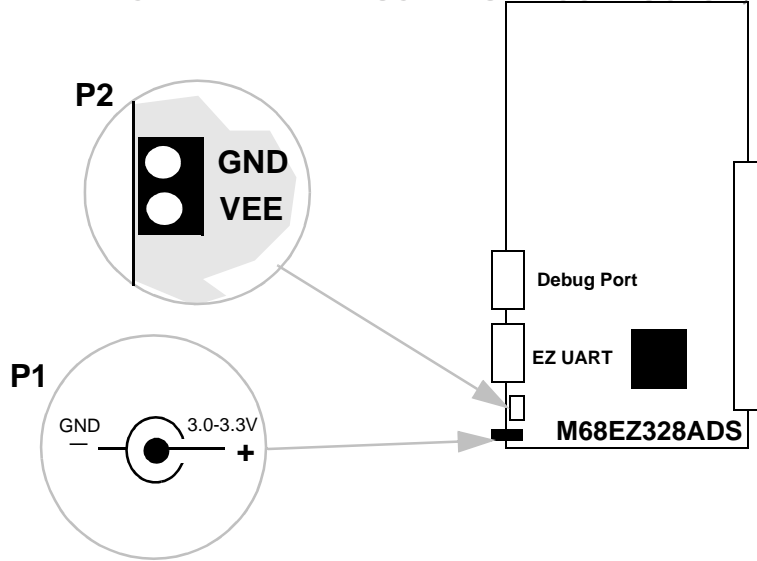 P2
GND
VEE
Debug Port
EZ UART
P1
GND
3.0-3.3V
–
+
M68EZ328ADS